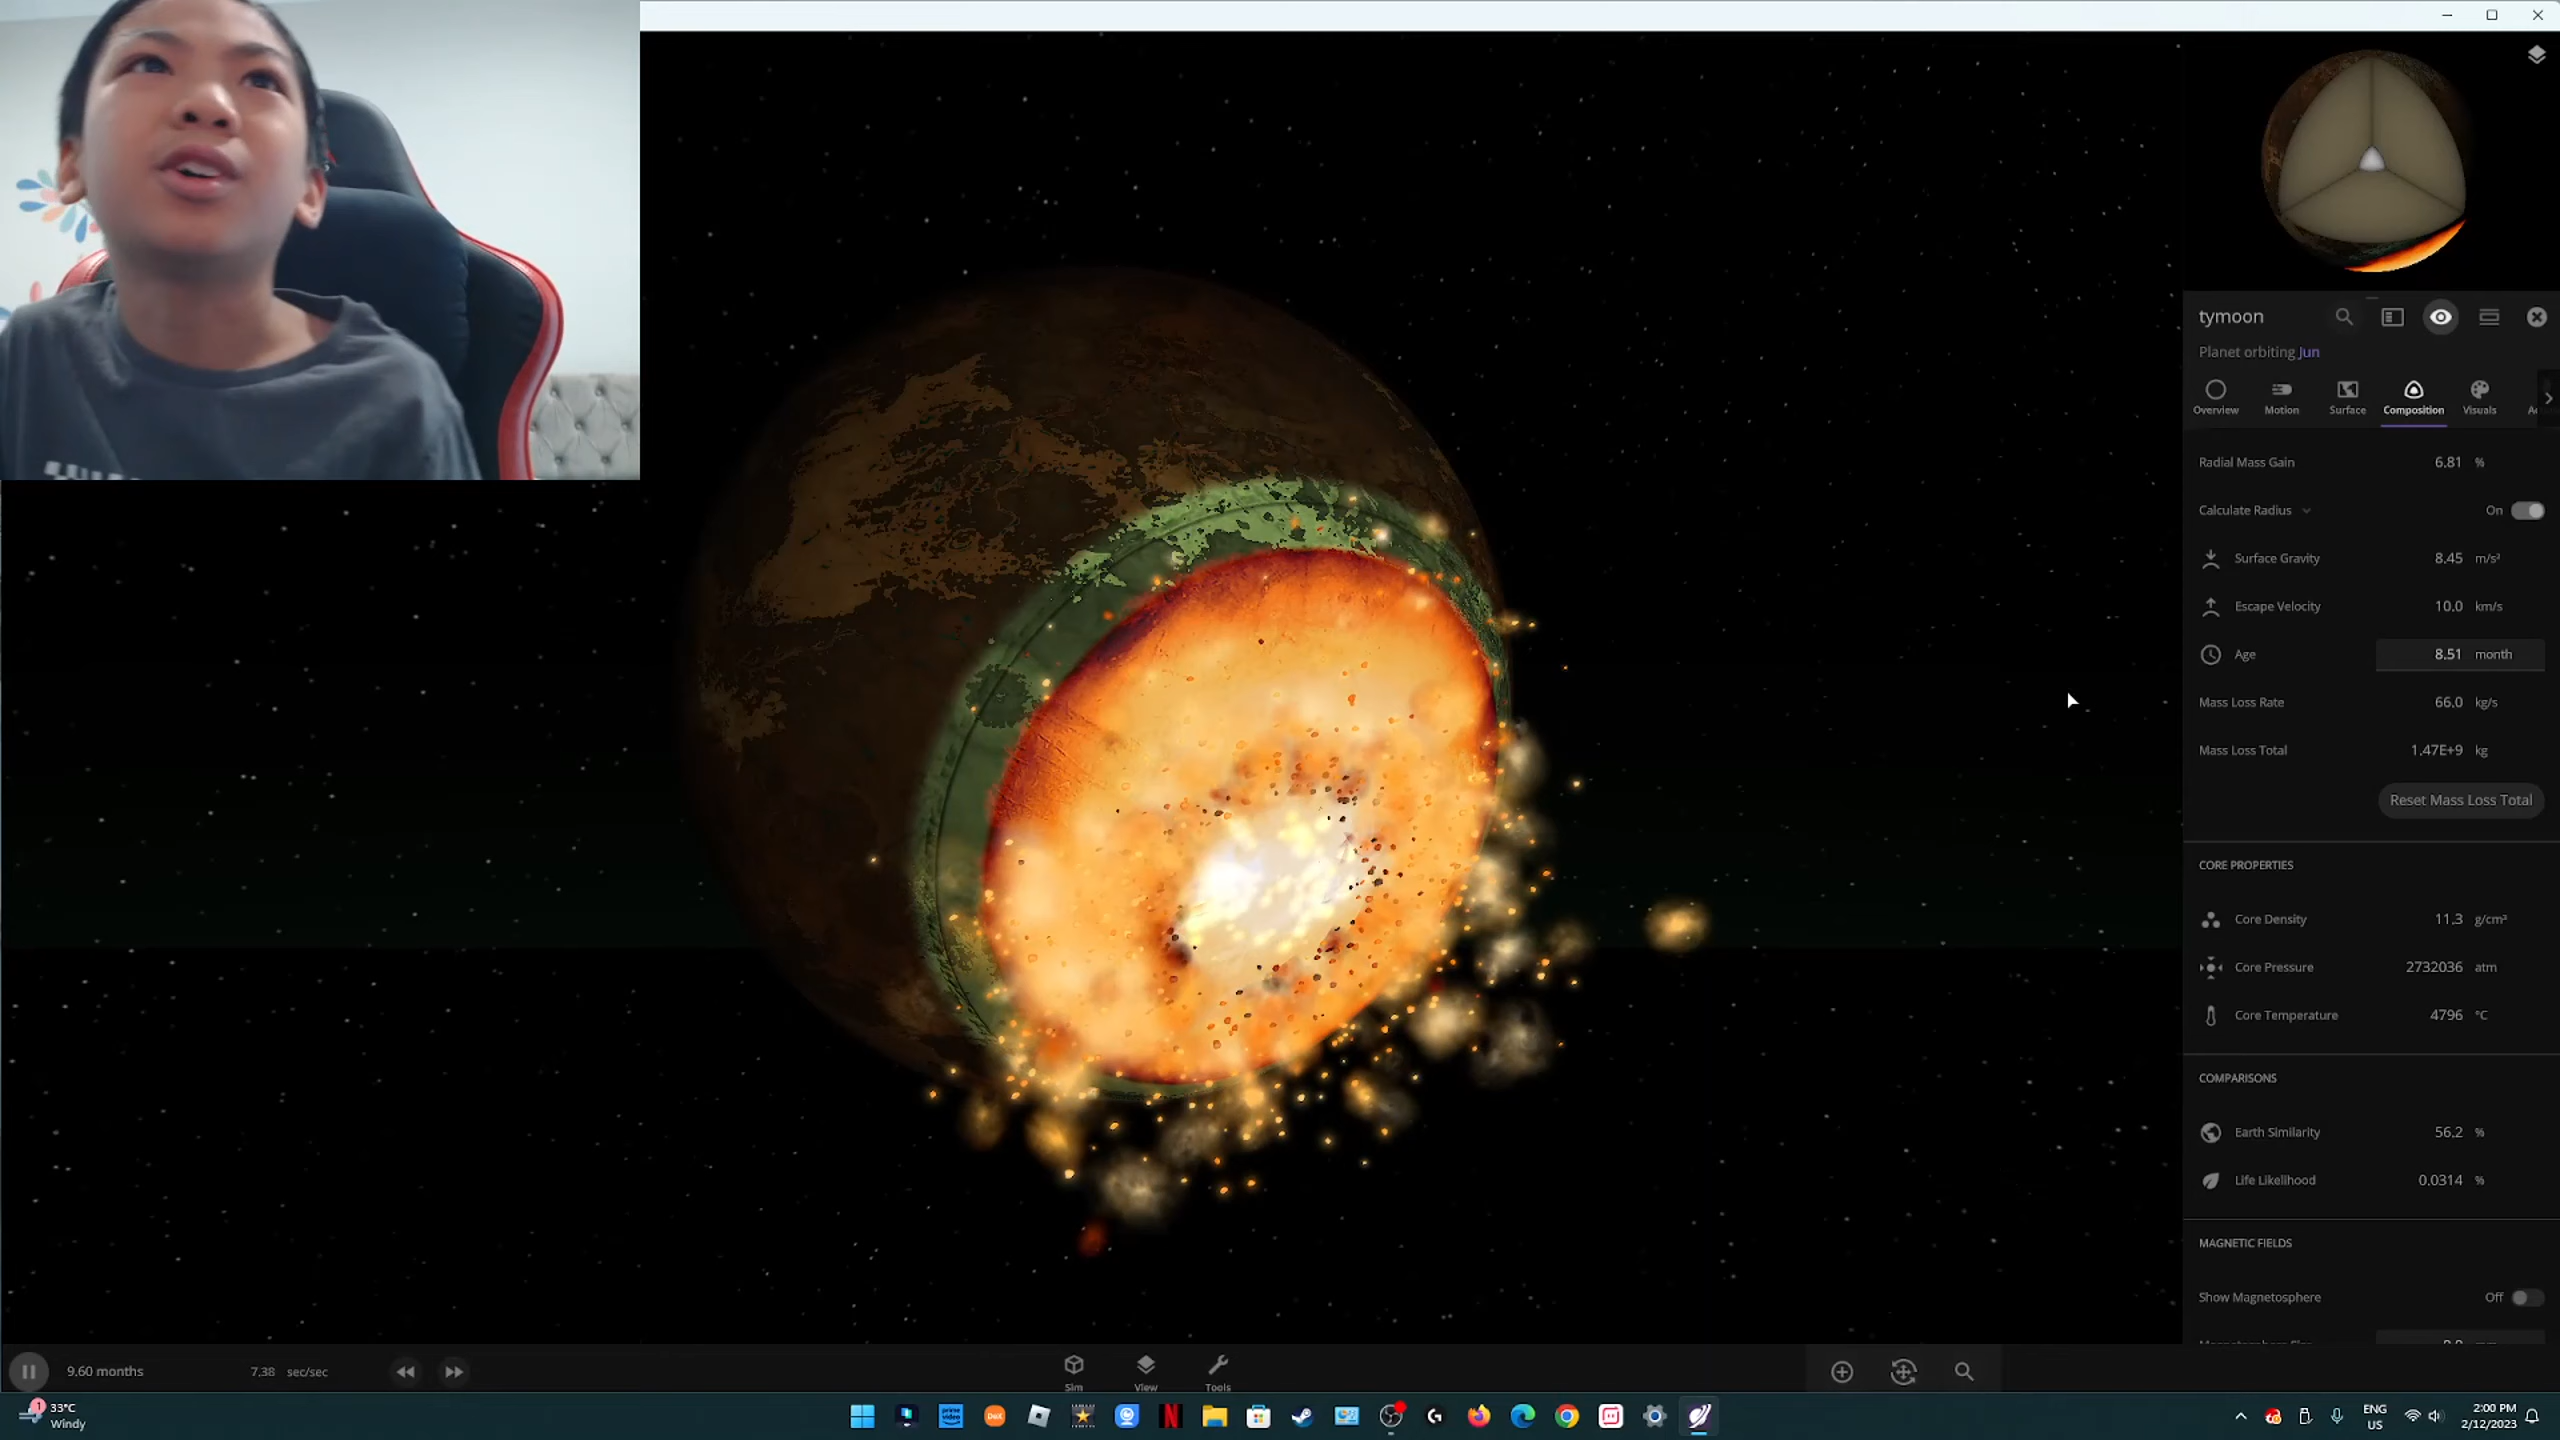 tymoon
Planet orbiting Jun
Overview Motion Surface Composition Visuals
Radial Mass Gain 6.81 %
Calculate Radius On
Surface Gravity 8.45 m/s²
Escape Velocity 10.0 km/s
Age 8.51 month
Mass Loss Rate 66.0 kg/s
Mass Loss Total 1.47E+9 kg
Reset Mass Loss Total
CORE PROPERTIES
Core Density 11.3 g/cm³
Core Pressure 2732036 atm
Core Temperature 4796 °C
COMPARISONS
Earth Similarity 56.2 %
Life Likelihood 0.0314 %
MAGNETIC FIELDS
Show Magnetosphere Off
9.60 months 7.38 sec/sec
Sim View Tools
1 33°C
Windy
prime video
ENG
US
2:00 PM
2/12/2023